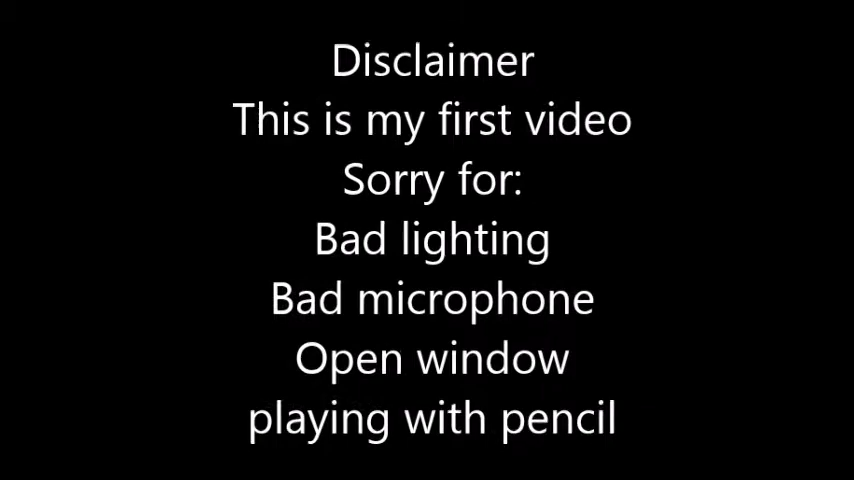 Disclaimer
This is my first video
Sorry for:
Bad lighting
Bad microphone
Open window
playing with pencil